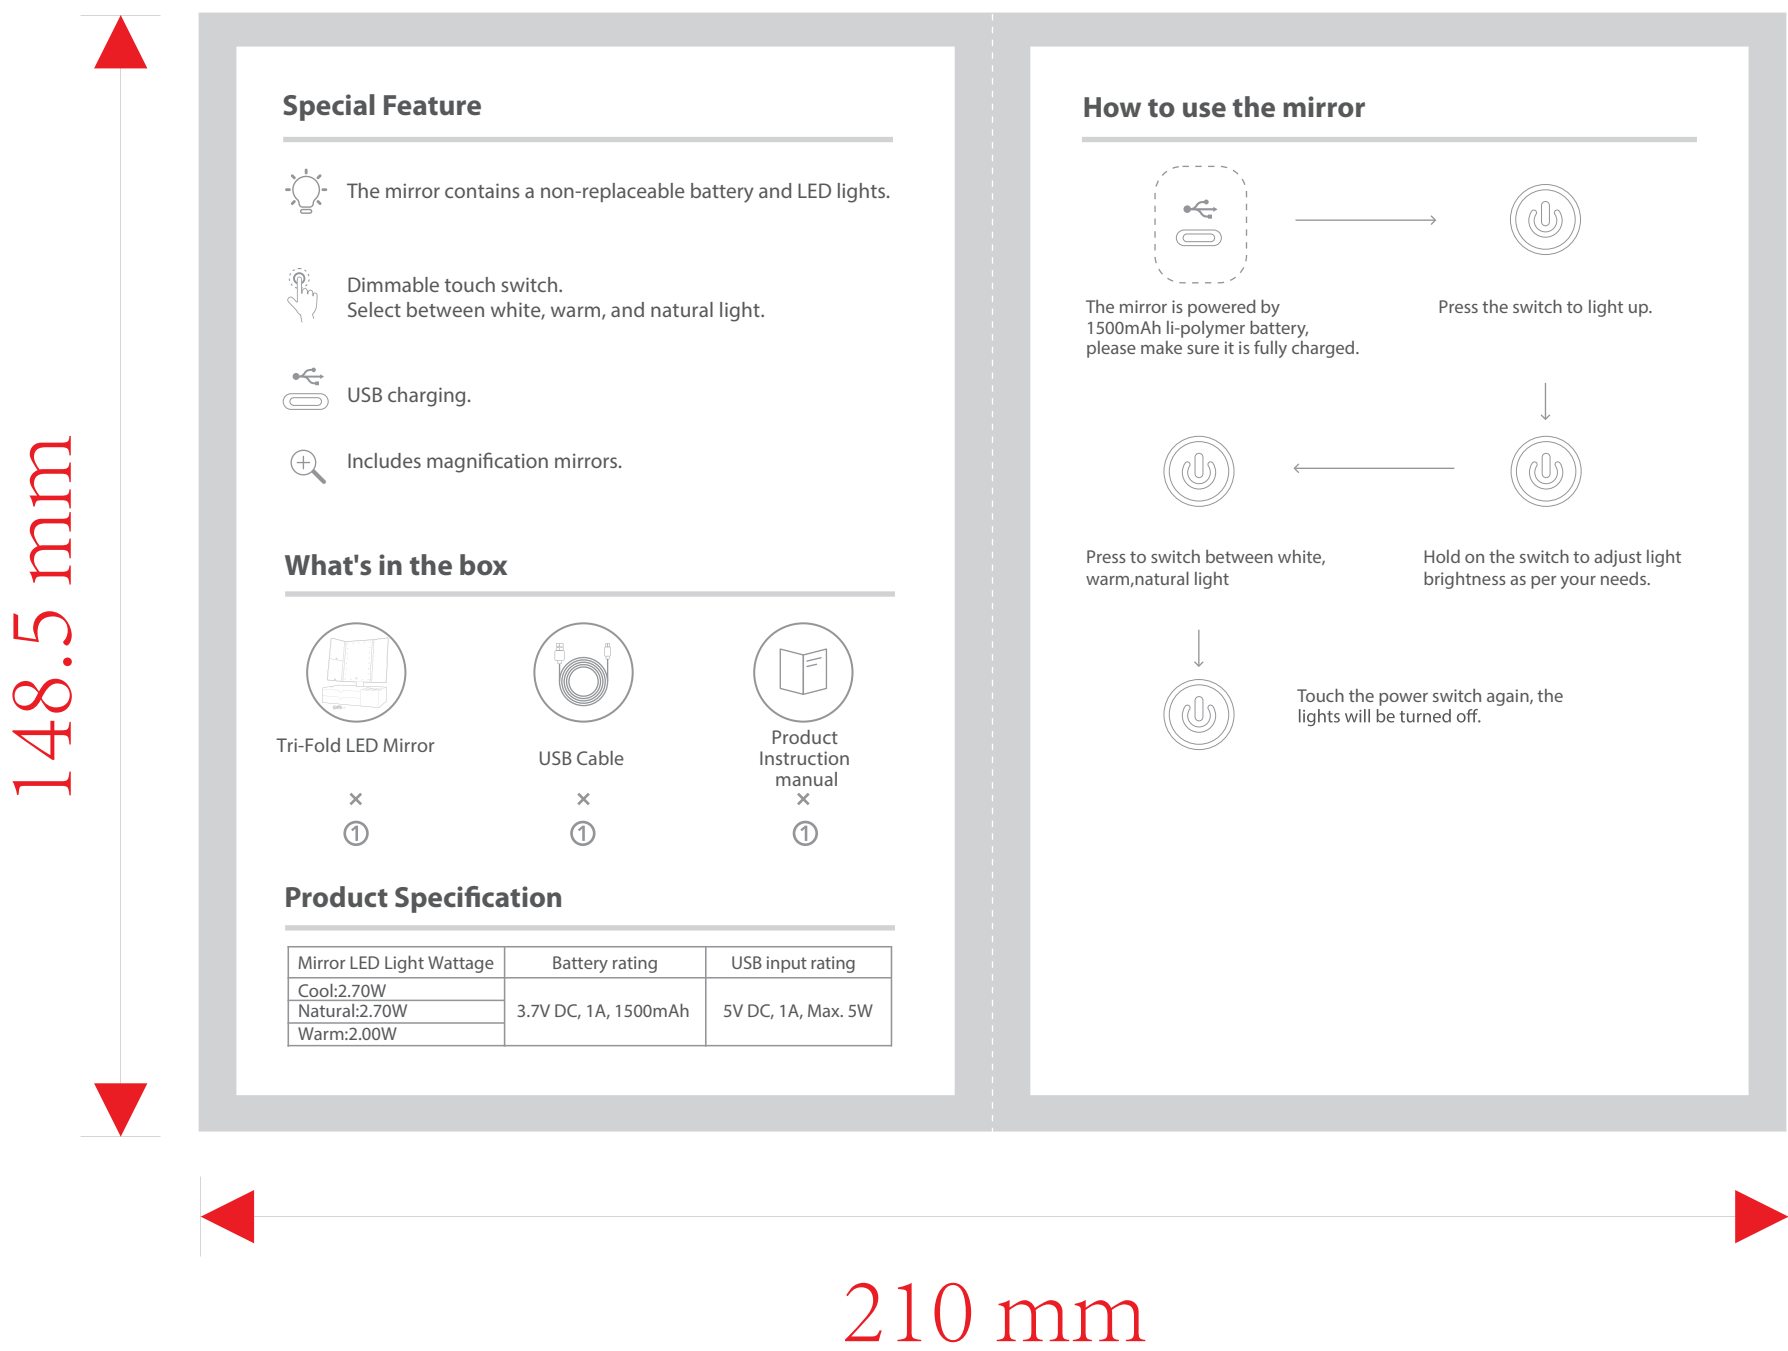 148.5 mm
Special Feature
The mirror contains a non-replaceable battery and LED lights.
Dimmable touch switch.
Select between white, warm, and natural light.
USB charging.
Includes magnification mirrors.
What's in the box
Tri-Fold LED Mirror
×
1
USB Cable
×
1
Product
Instruction
manual
×
1
Product Specification
Mirror LED Light Wattage
Battery rating
USB input rating
Cool:2.70W
Natural:2.70W
Warm:2.00W
3.7V DC, 1A, 1500mAh
5V DC, 1A, Max. 5W
How to use the mirror
The mirror is powered by
1500mAh li-polymer battery,
please make sure it is fully charged.
Press the switch to light up.
Hold on the switch to adjust light
brightness as per your needs.
Press to switch between white,
warm,natural light
Touch the power switch again, the
lights will be turned off.
210 mm